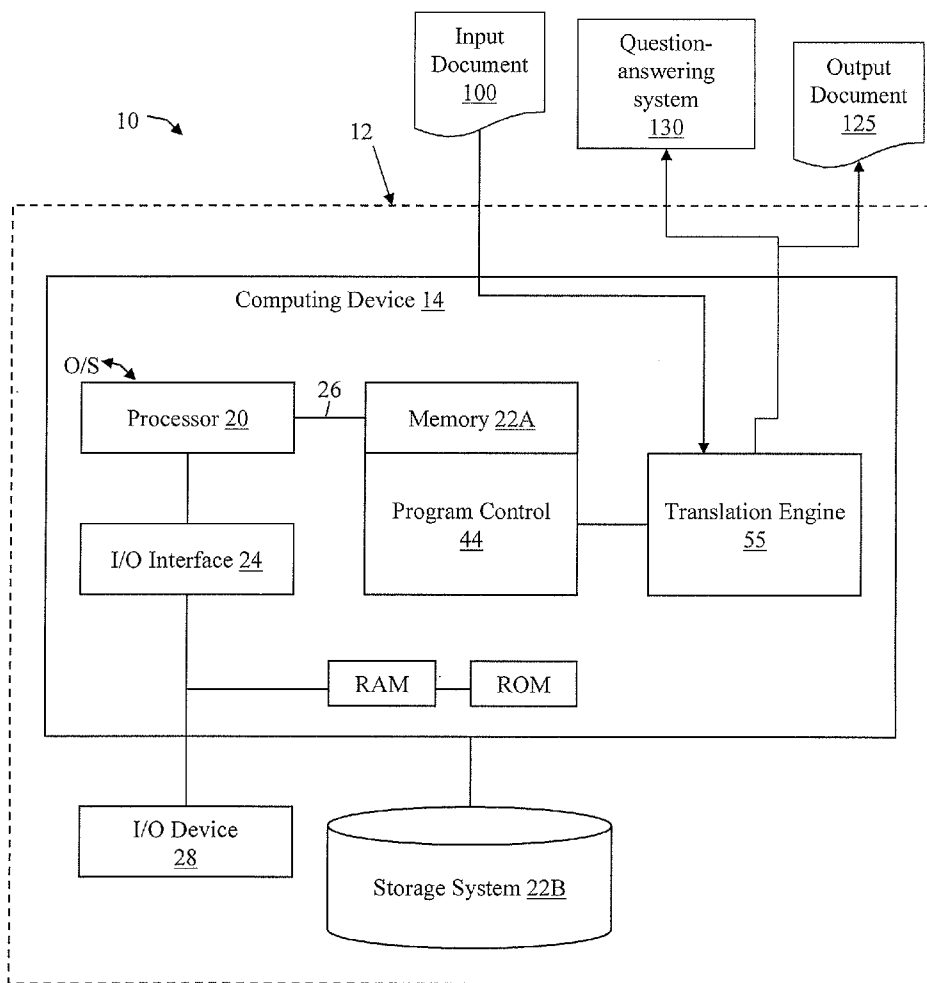 Input
Document
100
Question-
answering
system
130
Output
Document
125
10
12
Computing Device 14
O/S
Processor 20
26
Memory 22A
Program Control
44
Translation Engine
55
I/O Interface 24
RAM
ROM
I/O Device
28
Storage System 22B